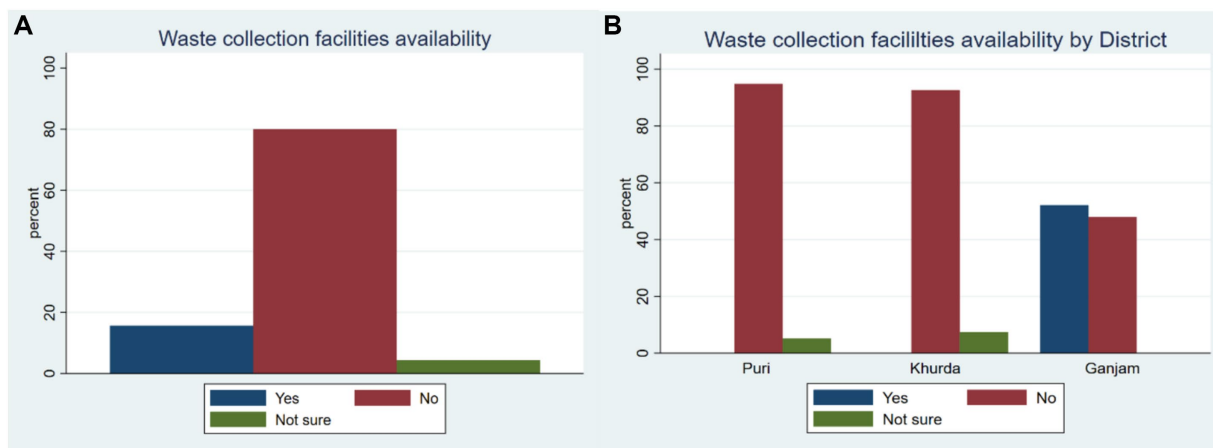 A
Waste collection facilities availability
percent
100
80
60
40
20
0
Yes
No
Not sure
B
Waste collection facililties availability by District
percent
100
80
60
40
20
0
Puri
Khurda
Ganjam
Yes
No
Not sure